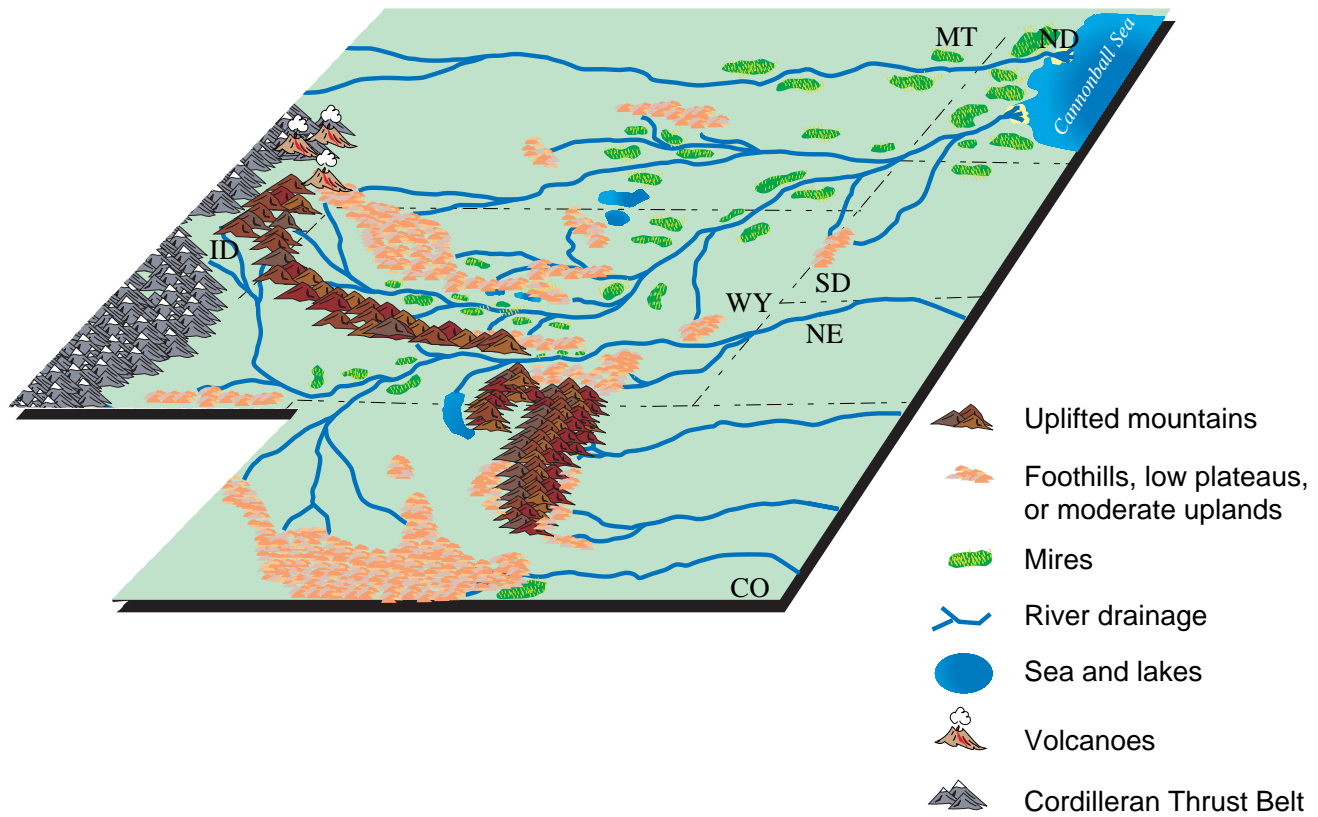 MT
ND
Cannonball Sea
ID
SD
WY
NE
CO
Uplifted mountains
Foothills, low plateaus,
or moderate uplands
Mires
River drainage
Sea and lakes
Volcanoes
Cordilleran Thrust Belt